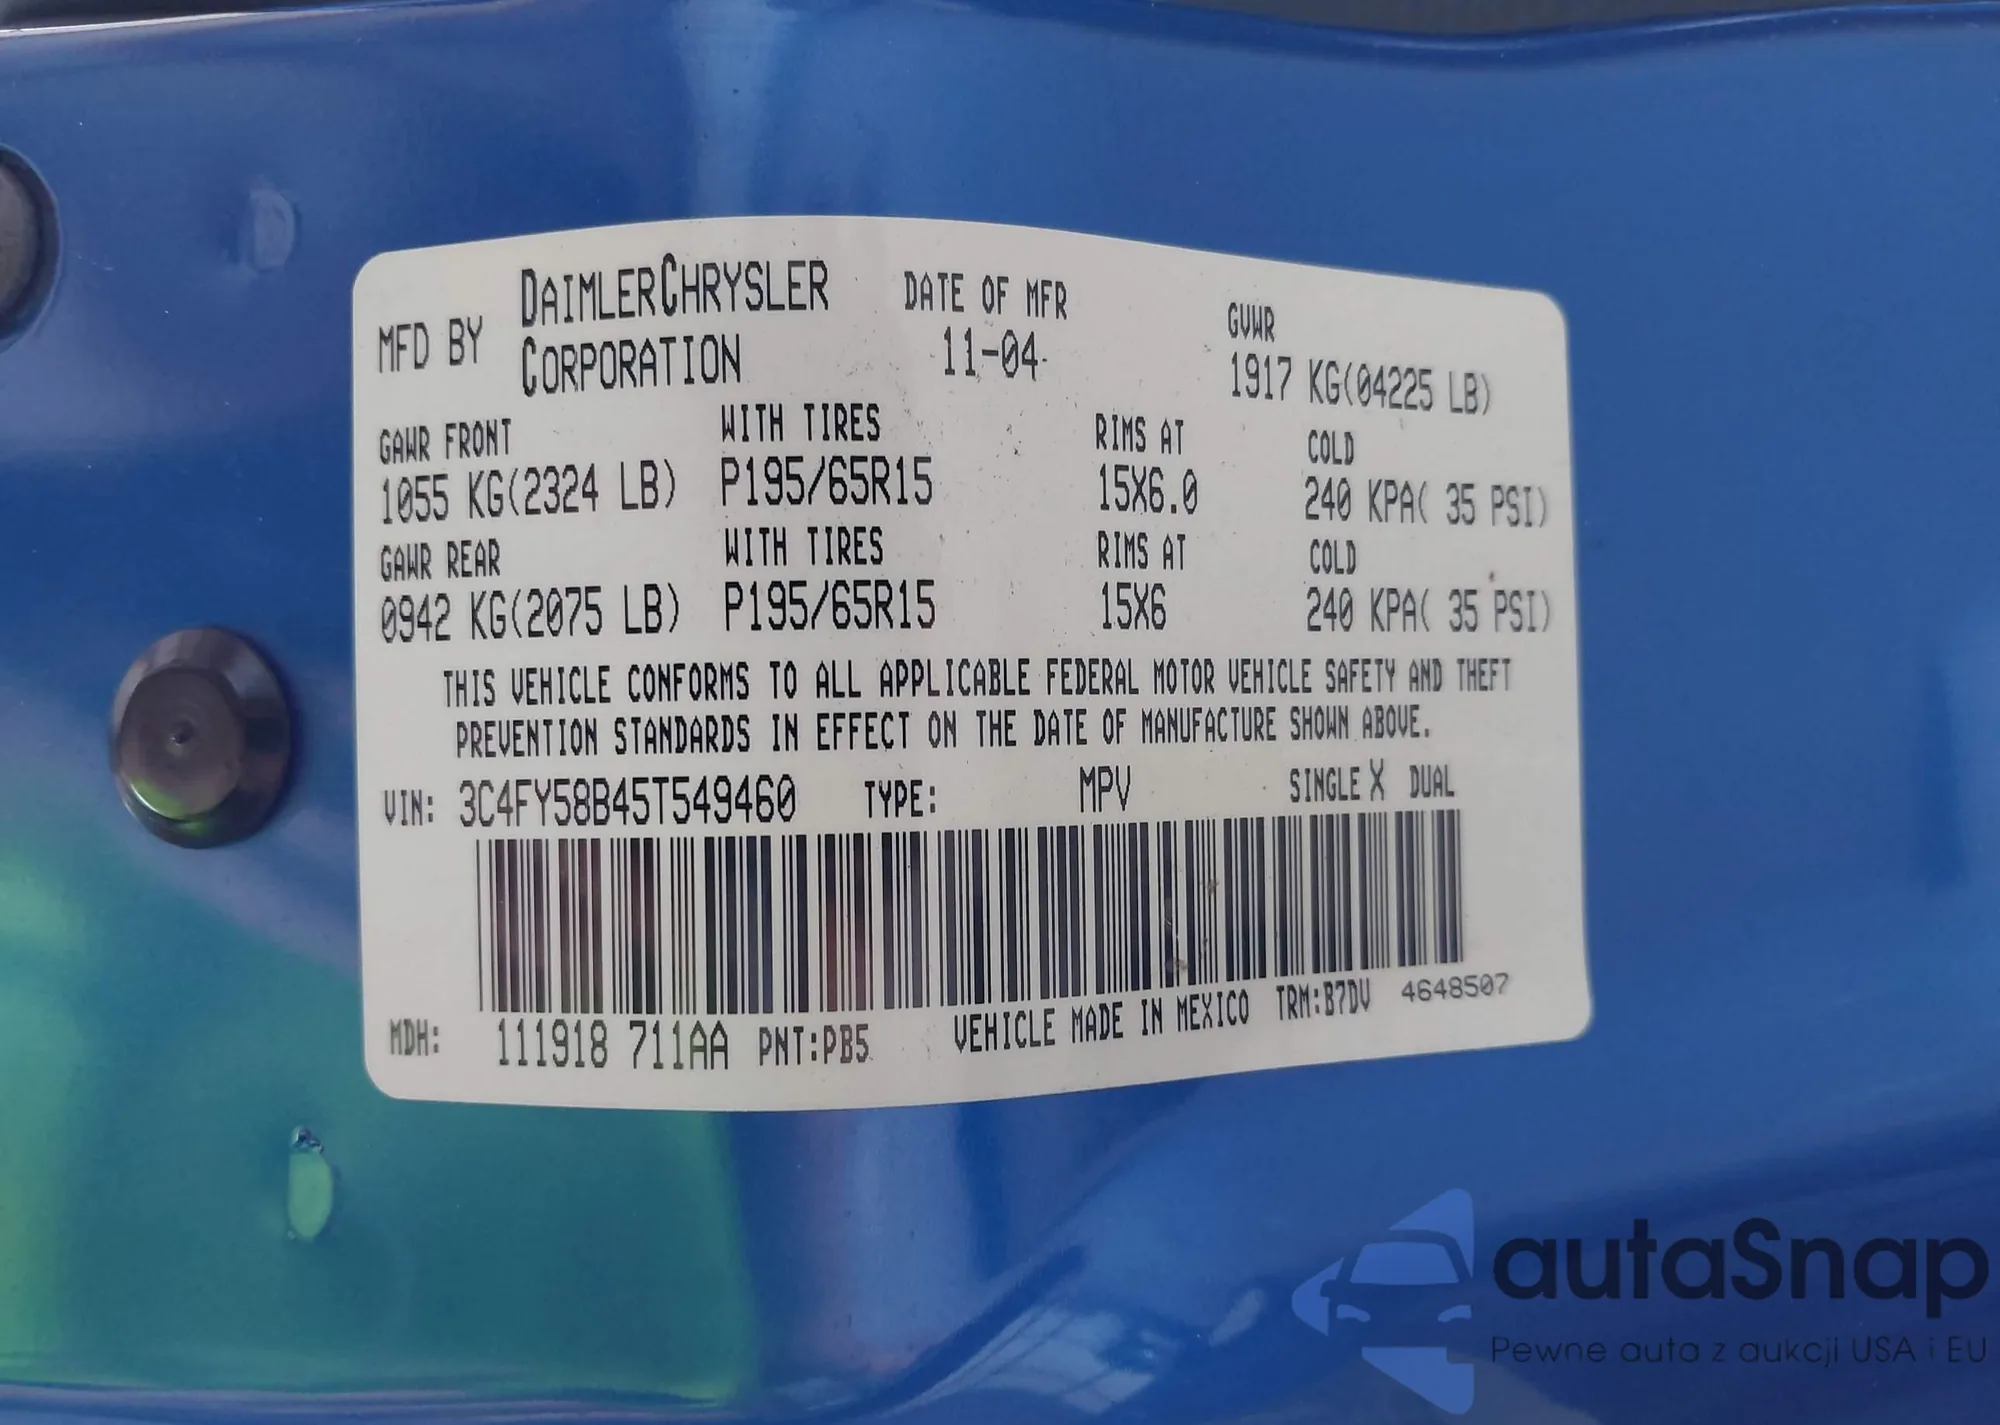 MFD BY DAIMLERCHRYSLER CORPORATION DATE OF MFR 11-04 GVWR 1917 KG(04225 LB)
GAWR FRONT WITH TIRES RIMS AT COLD
1055 KG(2324 LB) P195/65R15 15X6.0 240 KPA( 35 PSI)
GAWR REAR WITH TIRES RIMS AT COLD
0942 KG(2075 LB) P195/65R15 15X6 240 KPA( 35 PSI)
THIS VEHICLE CONFORMS TO ALL APPLICABLE FEDERAL MOTOR VEHICLE SAFETY AND THEFT
PREVENTION STANDARDS IN EFFECT ON THE DATE OF MANUFACTURE SHOWN ABOVE.
VIN: 3C4FY58B45T549460 TYPE: MPV SINGLE X DUAL
MDH: 111918 711AA PNT:PB5 VEHICLE MADE IN MEXICO TRM:B7DV 4648507
autaSnap
Pewne auta z aukcji USA i EU